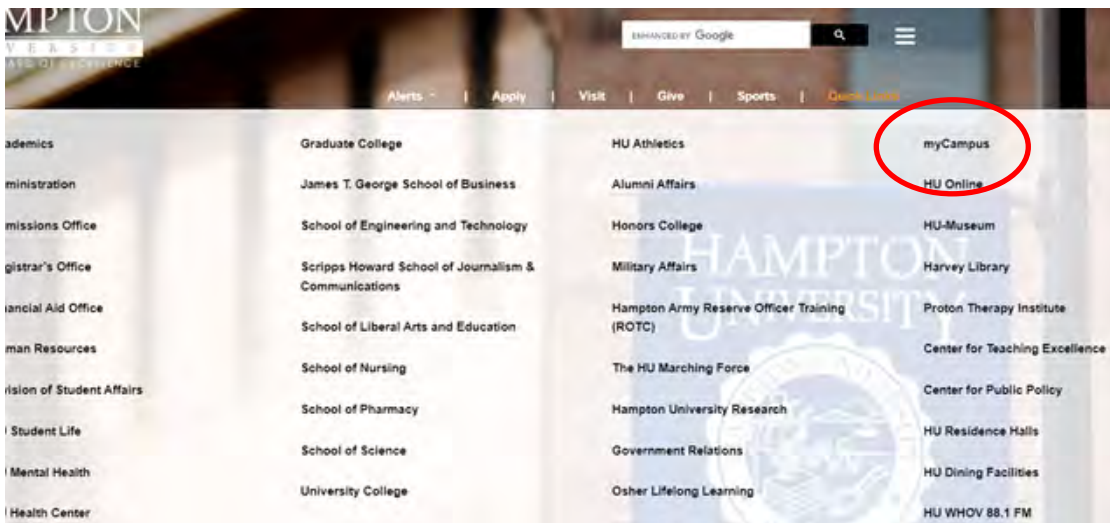 MPTON
VERSITY
ENHANCED BY Google
Alerts | Apply | Visit | Give | Sports | Quick Links
ademics
ministration
missions Office
gistrar's Office
ancial Aid Office
man Resources
vision of Student Affairs
Student Life
Mental Health
Health Center
Graduate College
James T. George School of Business
School of Engineering and Technology
Scripps Howard School of Journalism &
Communications
School of Liberal Arts and Education
School of Nursing
School of Pharmacy
School of Science
University College
HU Athletics
Alumni Affairs
Honors College
Military Affairs
Hampton Army Reserve Officer Training
(ROTC)
The HU Marching Force
Hampton University Research
Government Relations
Osher Lifelong Learning
myCampus
HU Online
HU-Museum
Harvey Library
Proton Therapy Institute
Center for Teaching Excellence
Center for Public Policy
HU Residence Halls
HU Dining Facilities
HU WHOV 88.1 FM
HAMPTON
UNIVERSITY